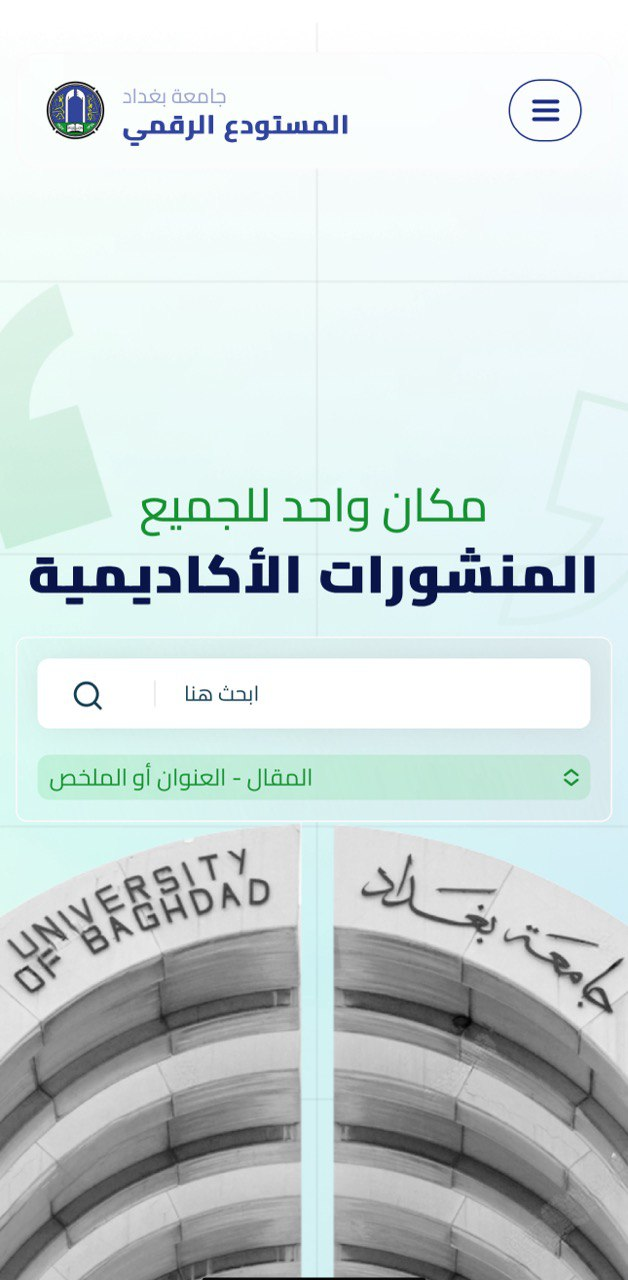 جامعة بغداد
المستودع الرقمي
مكان واحد للجميع
المنشورات الأكاديمية
ابحث هنا
المقال - العنوان أو الملخص
UNIVERSITY
OF BAGHDAD
جامعة بغداد